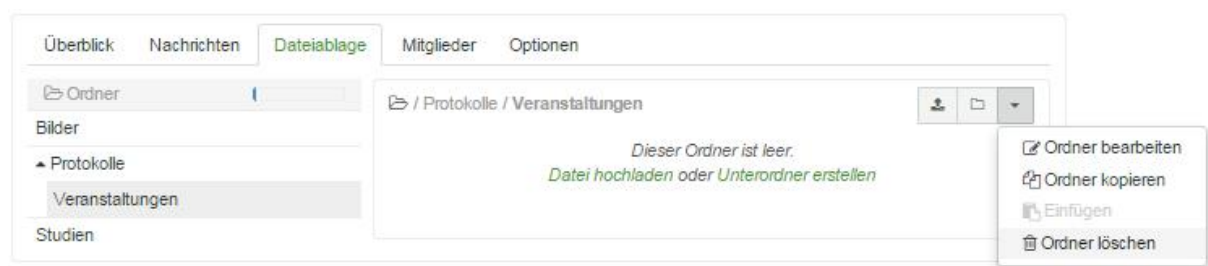 Überblick Nachrichten Dateiablage Mitglieder Optionen
Ordner
Bilder
Protokolle
Veranstaltungen
Studien
/ Protokolle / Veranstaltungen
Dieser Ordner ist leer.
Datei hochladen oder Unterordner erstellen
Ordner bearbeiten
Ordner kopieren
Einfügen
Ordner löschen